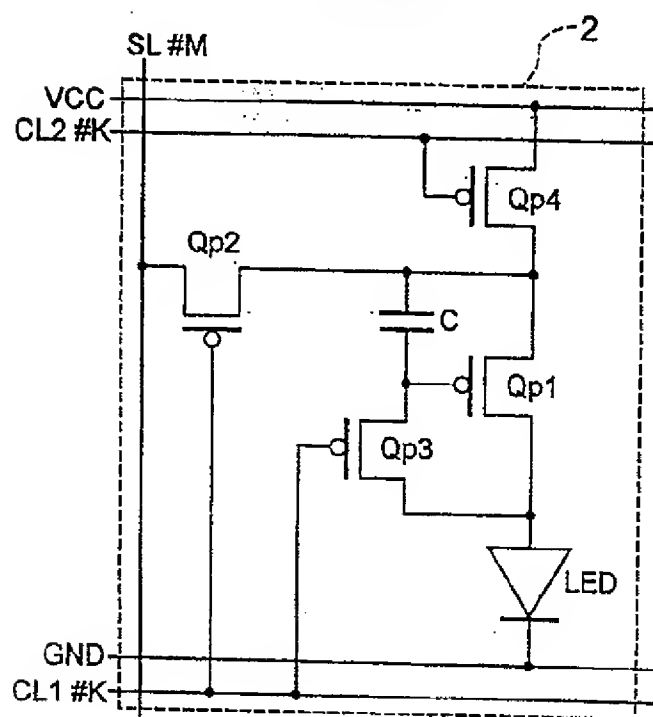 SL #M
2
VCC
CL2 #K
Qp4
Qp2
C
Qp1
Qp3
LED
GND
CL1 #K